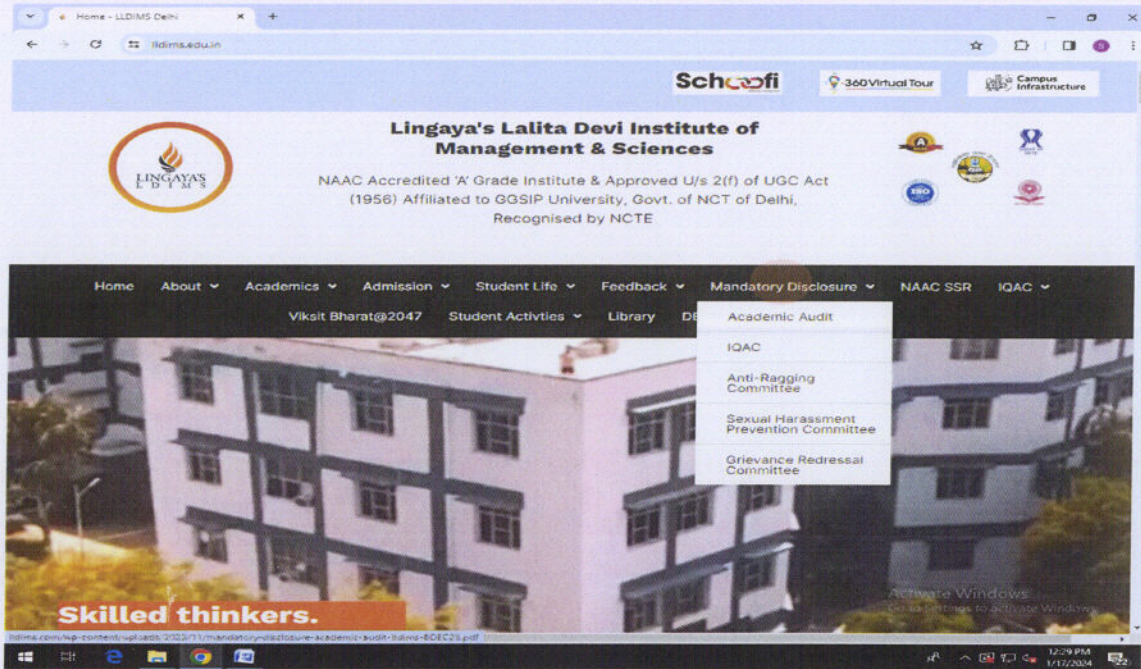 Home - LLDIMS Delhi
lldims.edu.in
Schoofi
360 Virtual Tour
Campus
Infrastructure
LINGAYA'S
L D I M S
Lingaya's Lalita Devi Institute of
Management & Sciences
NAAC Accredited 'A' Grade Institute & Approved U/s 2(f) of UGC Act
(1956) Affiliated to GGSIP University, Govt. of NCT of Delhi,
Recognised by NCTE
A
ISO
Home About Academics Admission Student Life Feedback Mandatory Disclosure NAAC SSR IQAC
Viksit Bharat@2047 Student Activties Library
Academic Audit
IQAC
Anti-Ragging
Committee
Sexual Harassment
Prevention Committee
Grievance Redressal
Committee
Skilled thinkers.
Activate Windows
Go to Settings to activate Windows.
S
12:29 PM
1/17/2024